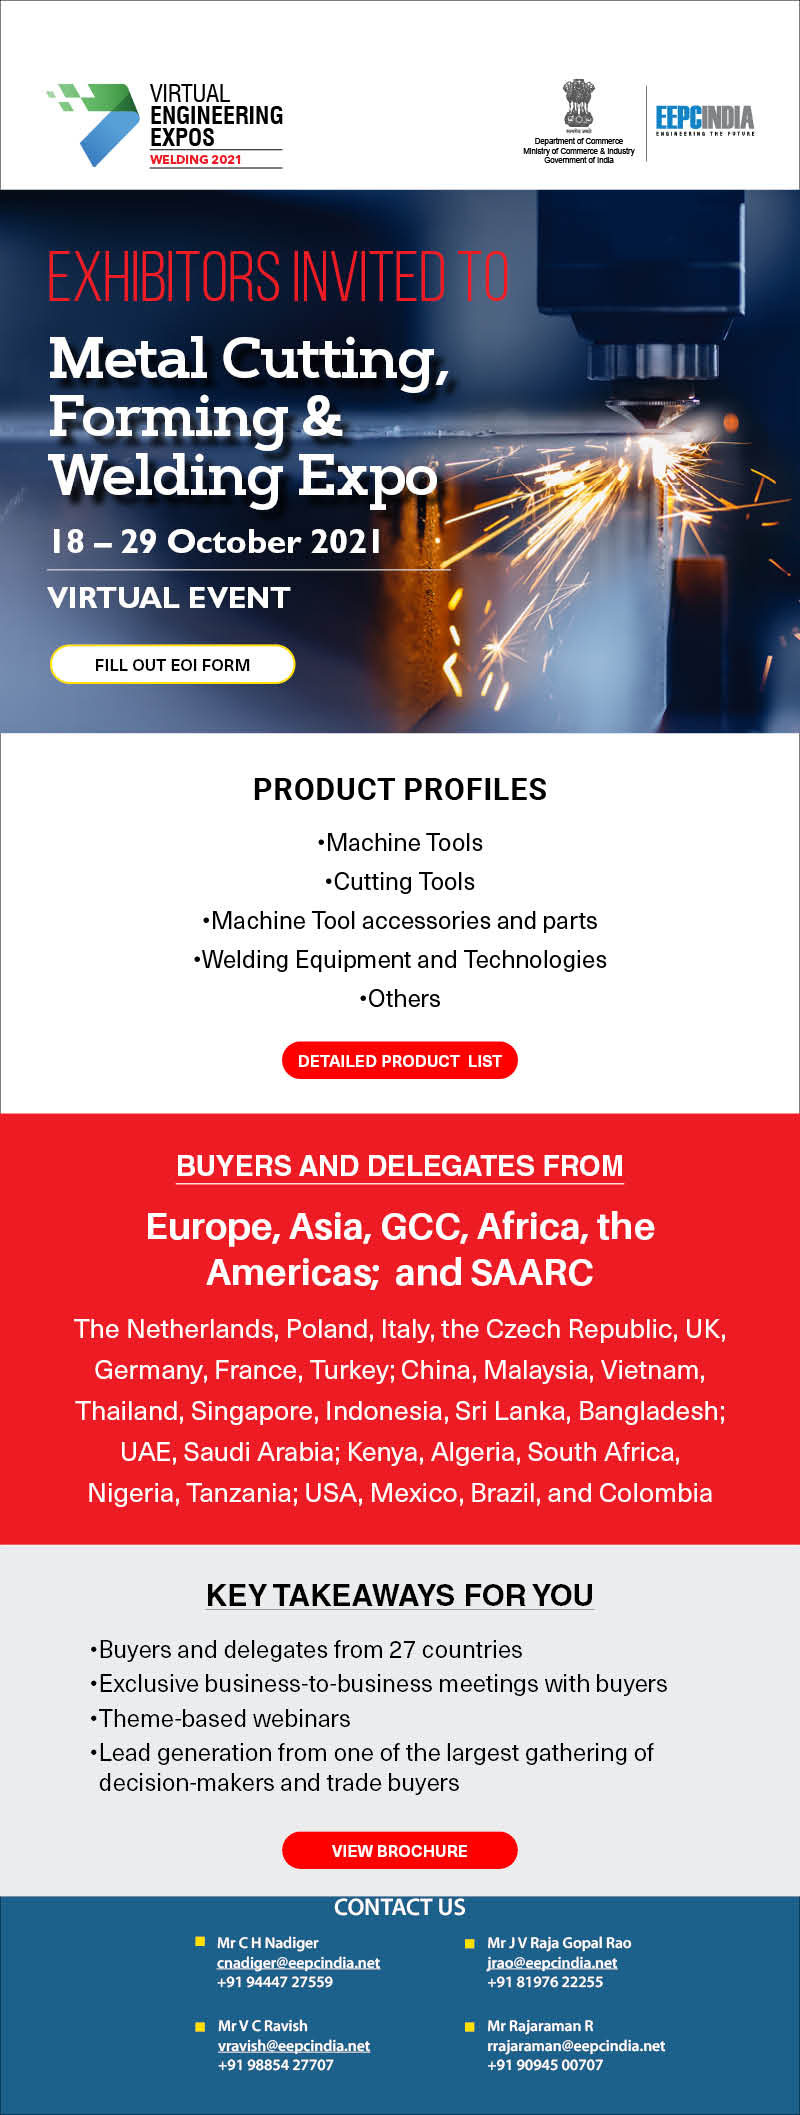 VIRTUAL
ENGINEERING
EXPOS
WELDING 2021
सत्यमेव जयते
Department of Commerce
Ministry of Commerce & Industry
Government of India
EEPCINDIA
ENGINEERING THE FUTURE
EXHIBITORS INVITED TO
Metal Cutting,
Forming &
Welding Expo
18 – 29 October 2021
VIRTUAL EVENT
FILL OUT EOI FORM
PRODUCT PROFILES
•Machine Tools
•Cutting Tools
•Machine Tool accessories and parts
•Welding Equipment and Technologies
•Others
DETAILED PRODUCT LIST
BUYERS AND DELEGATES FROM
Europe, Asia, GCC, Africa, the
Americas; and SAARC
The Netherlands, Poland, Italy, the Czech Republic, UK,
Germany, France, Turkey; China, Malaysia, Vietnam,
Thailand, Singapore, Indonesia, Sri Lanka, Bangladesh;
UAE, Saudi Arabia; Kenya, Algeria, South Africa,
Nigeria, Tanzania; USA, Mexico, Brazil, and Colombia
KEY TAKEAWAYS FOR YOU
•Buyers and delegates from 27 countries
•Exclusive business-to-business meetings with buyers
•Theme-based webinars
•Lead generation from one of the largest gathering of
decision-makers and trade buyers
VIEW BROCHURE
CONTACT US
Mr C H Nadiger
cnadiger@eepcindia.net
+91 94447 27559
Mr J V Raja Gopal Rao
jrao@eepcindia.net
+91 81976 22255
Mr V C Ravish
vravish@eepcindia.net
+91 98854 27707
Mr Rajaraman R
rrajaraman@eepcindia.net
+91 90945 00707